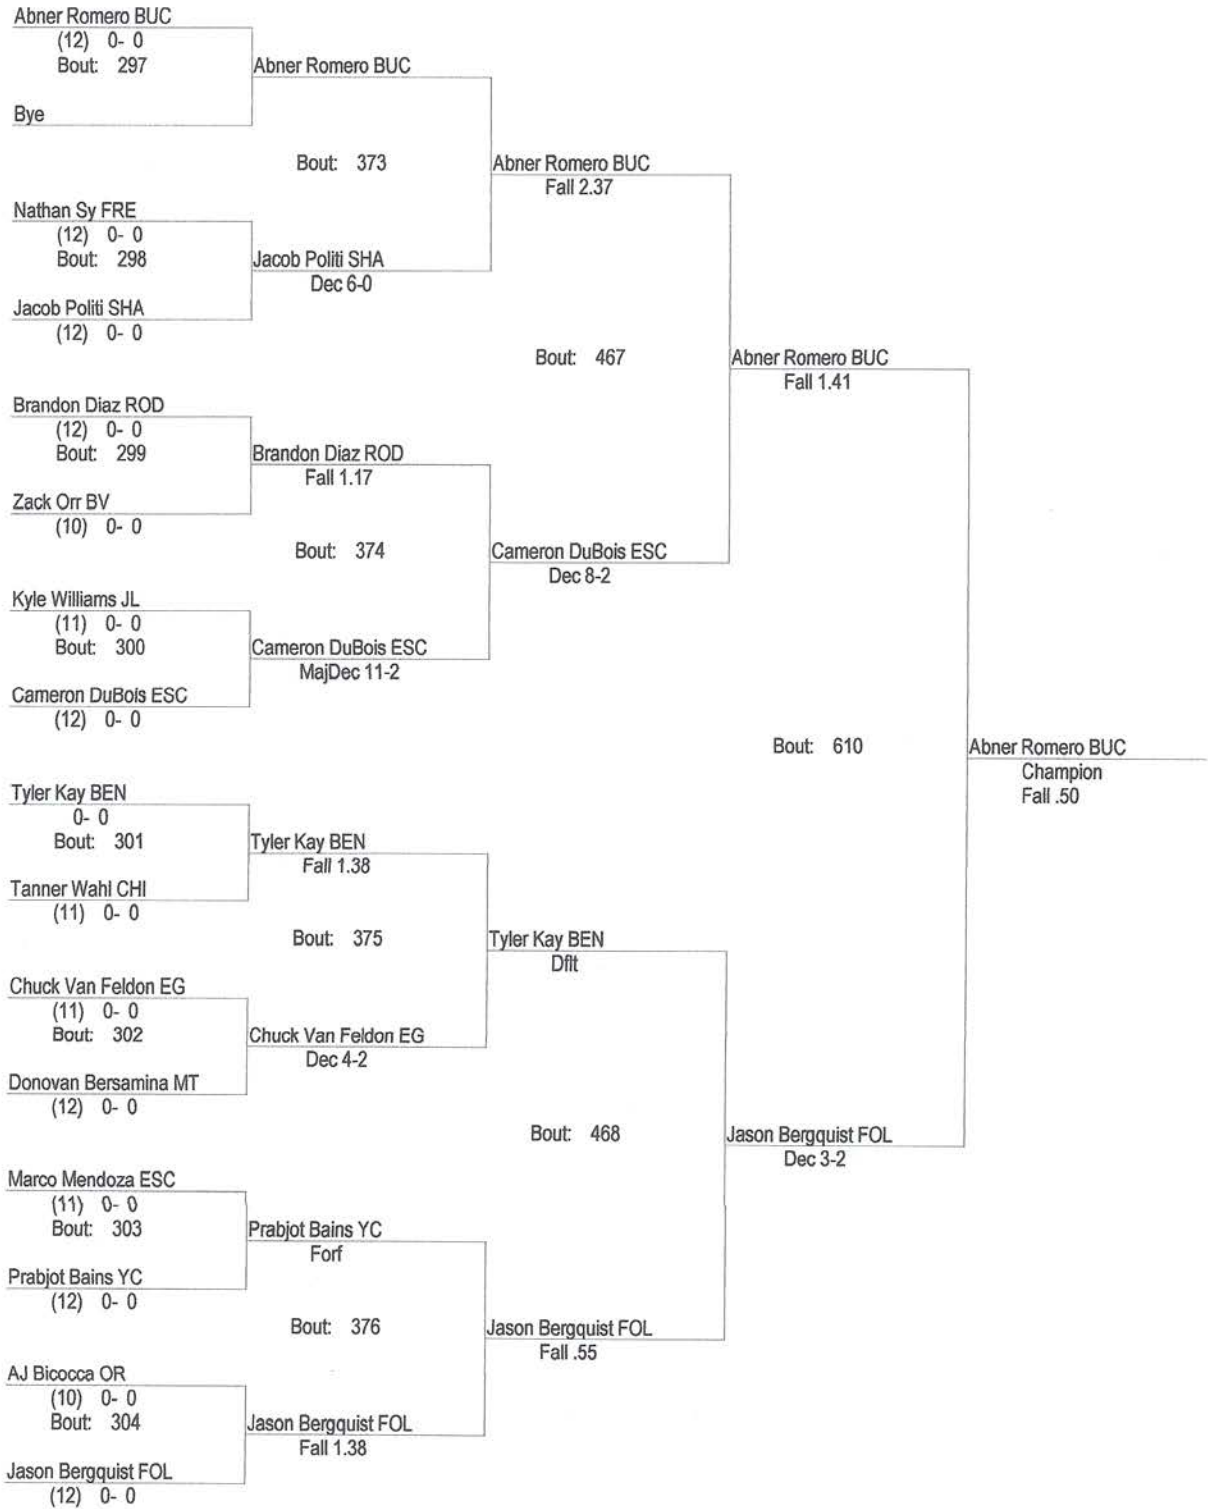 Abner Romero BUC
(12) 0- 0
Bout: 297
Abner Romero BUC
Bye
Bout: 373
Abner Romero BUC
Fall 2.37
Nathan Sy FRE
(12) 0- 0
Bout: 298
Jacob Politi SHA
Dec 6-0
Jacob Politi SHA
(12) 0- 0
Bout: 467
Abner Romero BUC
Fall 1.41
Brandon Diaz ROD
(12) 0- 0
Bout: 299
Brandon Diaz ROD
Fall 1.17
Zack Orr BV
(10) 0- 0
Bout: 374
Cameron DuBois ESC
Dec 8-2
Kyle Williams JL
(11) 0- 0
Bout: 300
Cameron DuBois ESC
MajDec 11-2
Cameron DuBois ESC
(12) 0- 0
Bout: 610
Abner Romero BUC
Champion
Fall .50
Tyler Kay BEN
0- 0
Bout: 301
Tyler Kay BEN
Fall 1.38
Tanner Wahl CHI
(11) 0- 0
Bout: 375
Tyler Kay BEN
Dflt
Chuck Van Feldon EG
(11) 0- 0
Bout: 302
Chuck Van Feldon EG
Dec 4-2
Donovan Bersamina MT
(12) 0- 0
Bout: 468
Jason Bergquist FOL
Dec 3-2
Marco Mendoza ESC
(11) 0- 0
Bout: 303
Prabjot Bains YC
Forf
Prabjot Bains YC
(12) 0- 0
Bout: 376
Jason Bergquist FOL
Fall .55
AJ Bicocca OR
(10) 0- 0
Bout: 304
Jason Bergquist FOL
Fall 1.38
Jason Bergquist FOL
(12) 0- 0